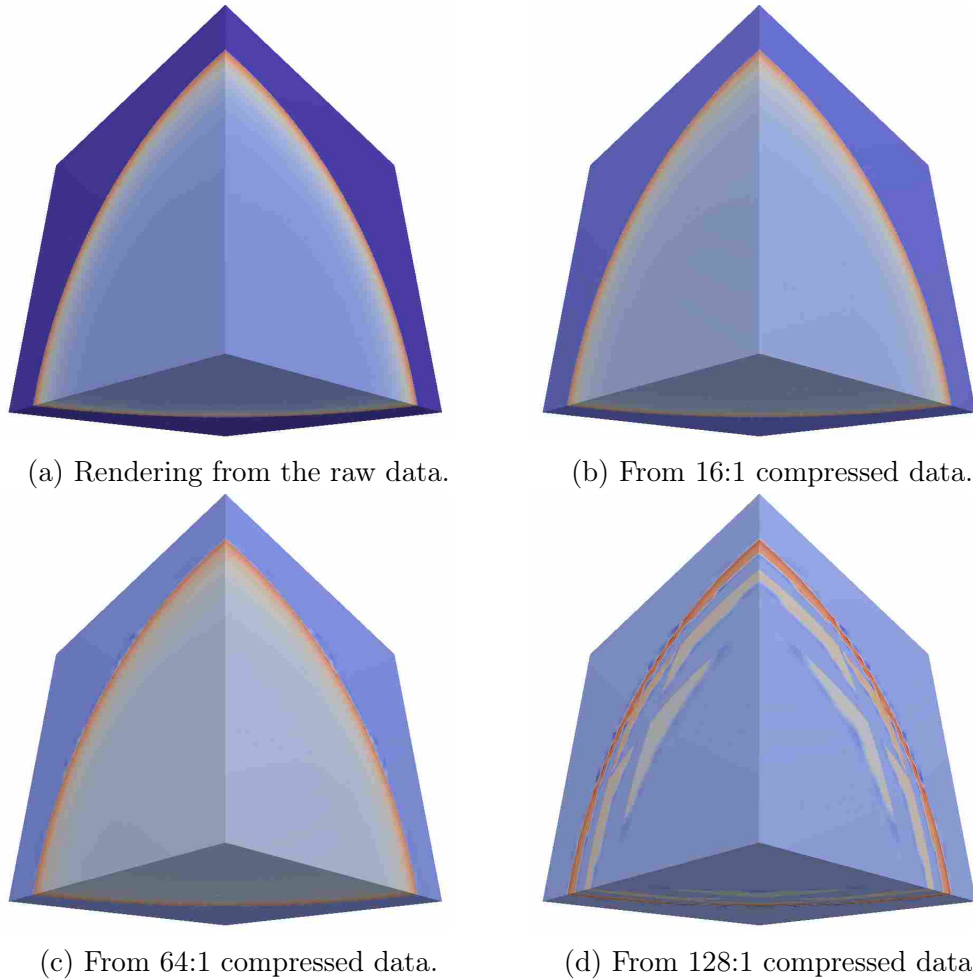 (a) Rendering from the raw data.
(b) From 16:1 compressed data.
(c) From 64:1 compressed data.
(d) From 128:1 compressed data